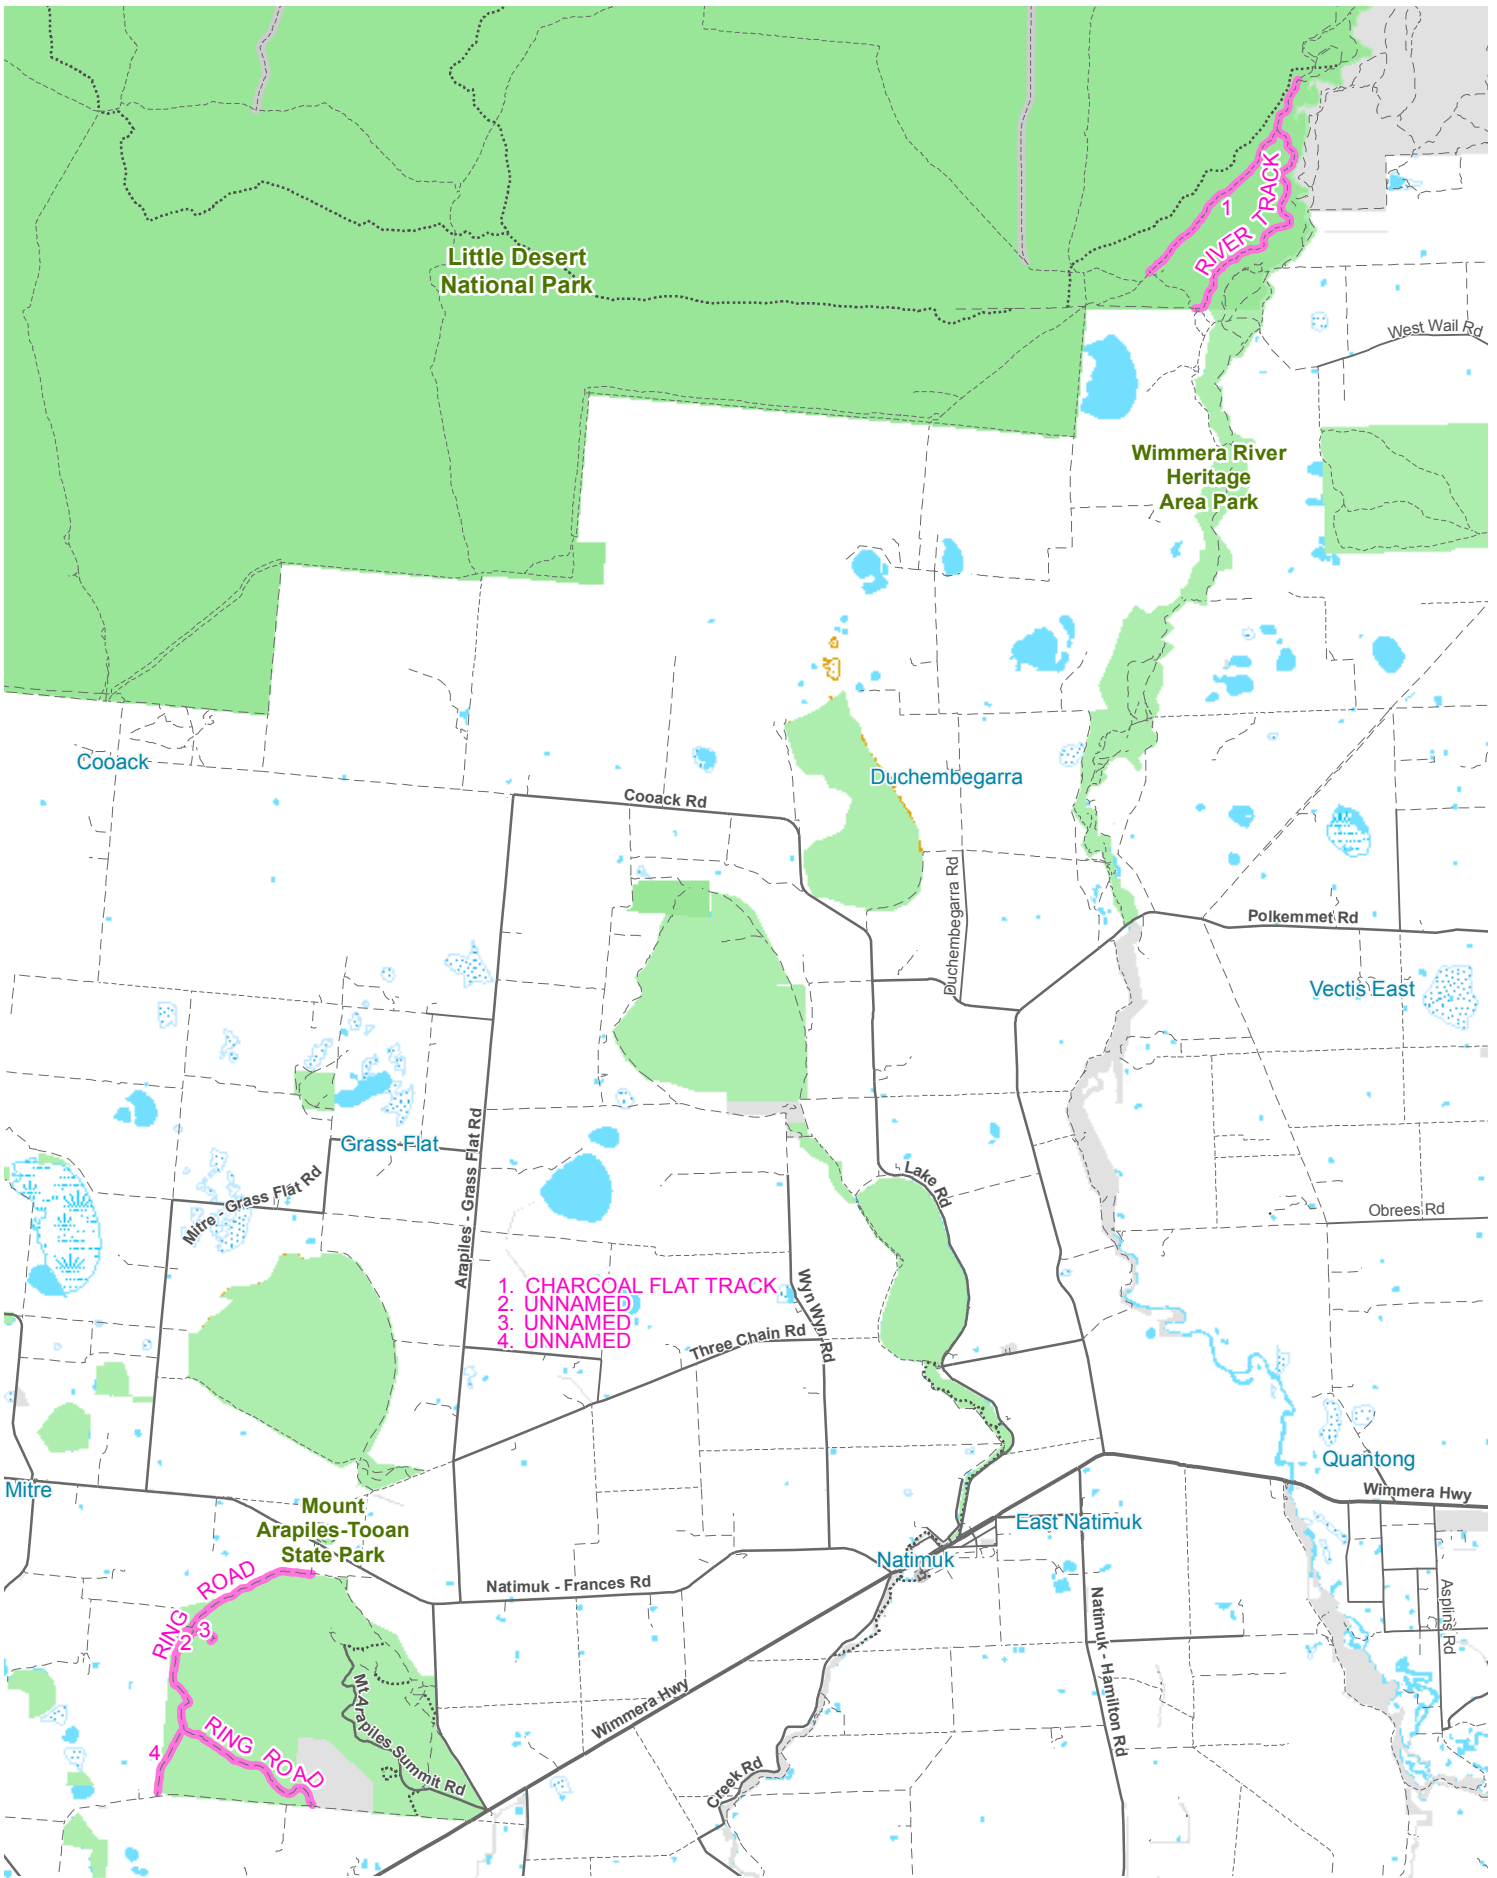 1
RIVER TRACK
Little Desert
National Park
West Wail Rd
Wimmera River
Heritage
Area Park
Cooack
Duchembegarra
Cooack Rd
Duchembegarra Rd
Polkemmet Rd
Vectis East
Grass Flat
Arapiles - Grass Flat Rd
Mitre - Grass Flat Rd
Lake Rd
Obrees Rd
1. CHARCOAL FLAT TRACK
2. UNNAMED
3. UNNAMED
4. UNNAMED
Wyn Wyn Rd
Three Chain Rd
Quantong
Mitre
Wimmera Hwy
Mount
Arapiles-Tooan
State Park
East Natimuk
Natimuk
RING ROAD
Natimuk - Frances Rd
2
3
Asplins Rd
Natimuk - Hamilton Rd
Mt Arapiles Summit Rd
Wimmera Hwy
4
RING ROAD
Creek Rd